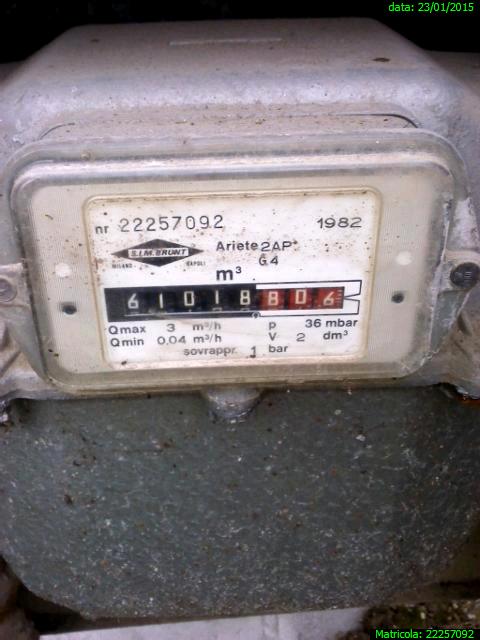 data: 23/01/2015
nr 22257092 1982
S.I.M. BRUNT
MILANO NAPOLI
Ariete 2AP
G4
m³
61018806
Qmax 3 m³/h p 36 mbar
Qmin 0,04 m³/h V 2 dm³
sovrappr. 1 bar
Matricola: 22257092